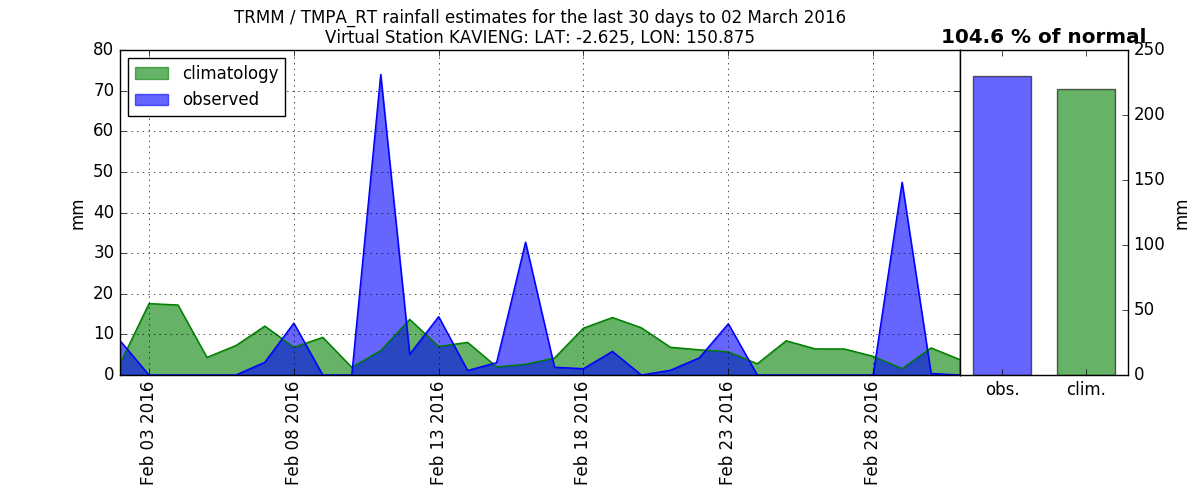 TRMM / TMPA_RT rainfall estimates for the last 30 days to 02 March 2016
Virtual Station KAVIENG: LAT: -2.625, LON: 150.875
104.6 % of normal
climatology
observed
80
70
60
50
40
30
20
10
0
mm
Feb 03 2016
Feb 08 2016
Feb 13 2016
Feb 18 2016
Feb 23 2016
Feb 28 2016
250
200
150
100
50
0
mm
obs.
clim.